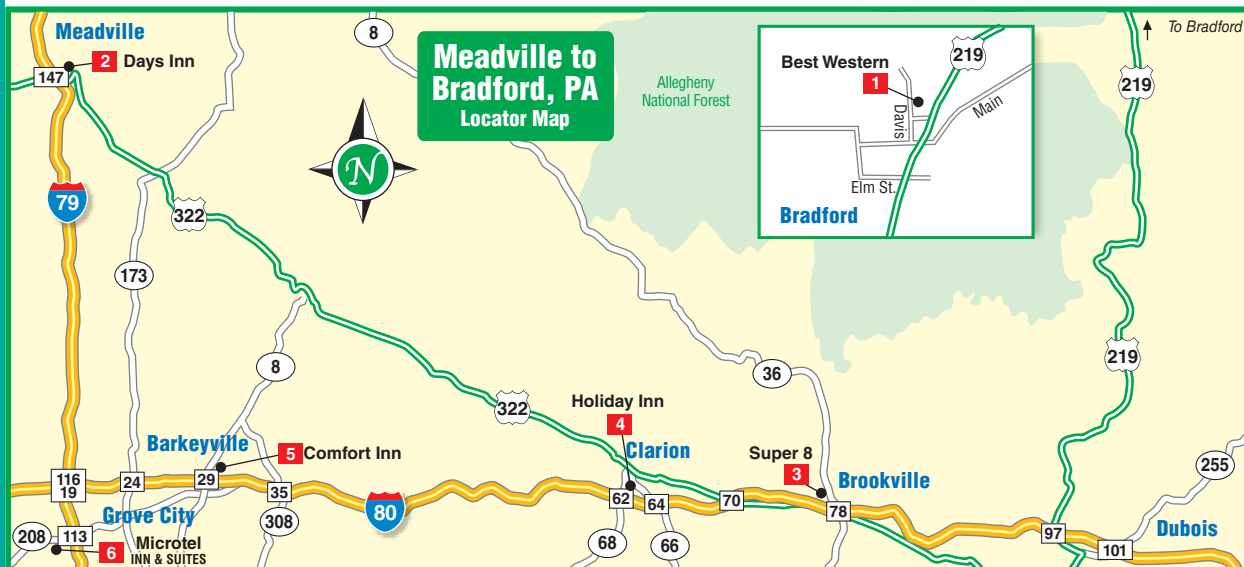 Meadville to
Bradford, PA
Locator Map
Meadville
2 Days Inn
147
8
Allegheny
National Forest
To Bradford
219
Best Western
1
219
Davis
Main
Elm St.
Bradford
N
79
322
173
8
322
36
219
Holiday Inn
4
Clarion
Super 8
3
Brookville
Barkeyville
5 Comfort Inn
116
19
24
29
35
80
62
64
70
78
97
101
255
Dubois
Grove City
208
113
6 Microtel
INN & SUITES
308
68
66